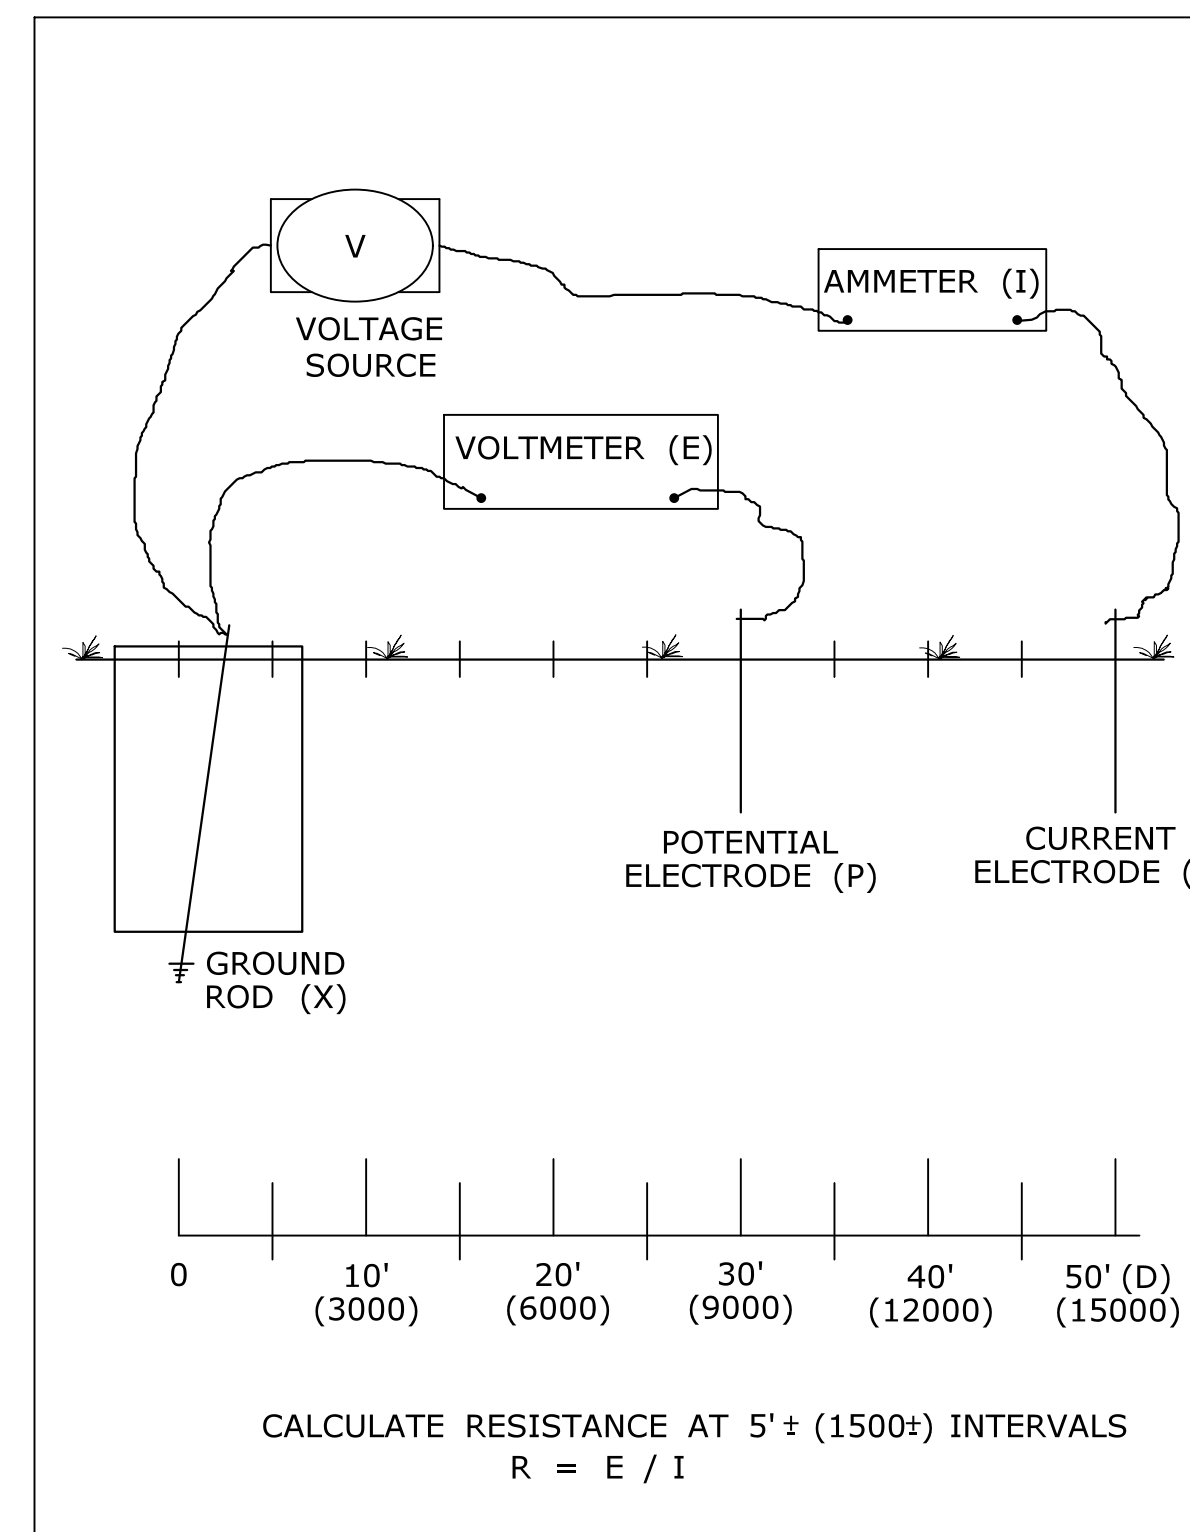 V
VOLTAGE
SOURCE
AMMETER (I)
VOLTMETER (E)
POTENTIAL
ELECTRODE (P)
CURRENT
ELECTRODE (
GROUND
ROD (X)
0
10'
(3000)
20'
(6000)
30'
(9000)
40'
(12000)
50' (D)
(15000)
CALCULATE RESISTANCE AT 5'± (1500±) INTERVALS
R = E / I